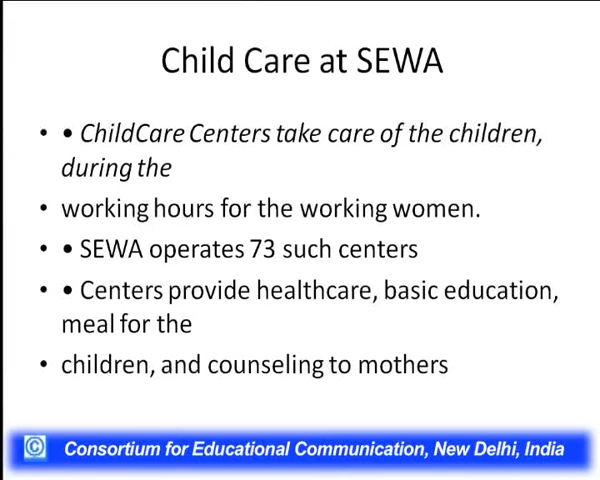 Child Care at SEWA
• • ChildCare Centers take care of the children,
during the
• working hours for the working women.
• • SEWA operates 73 such centers
• • Centers provide healthcare, basic education,
meal for the
• children, and counseling to mothers
© Consortium for Educational Communication, New Delhi, India